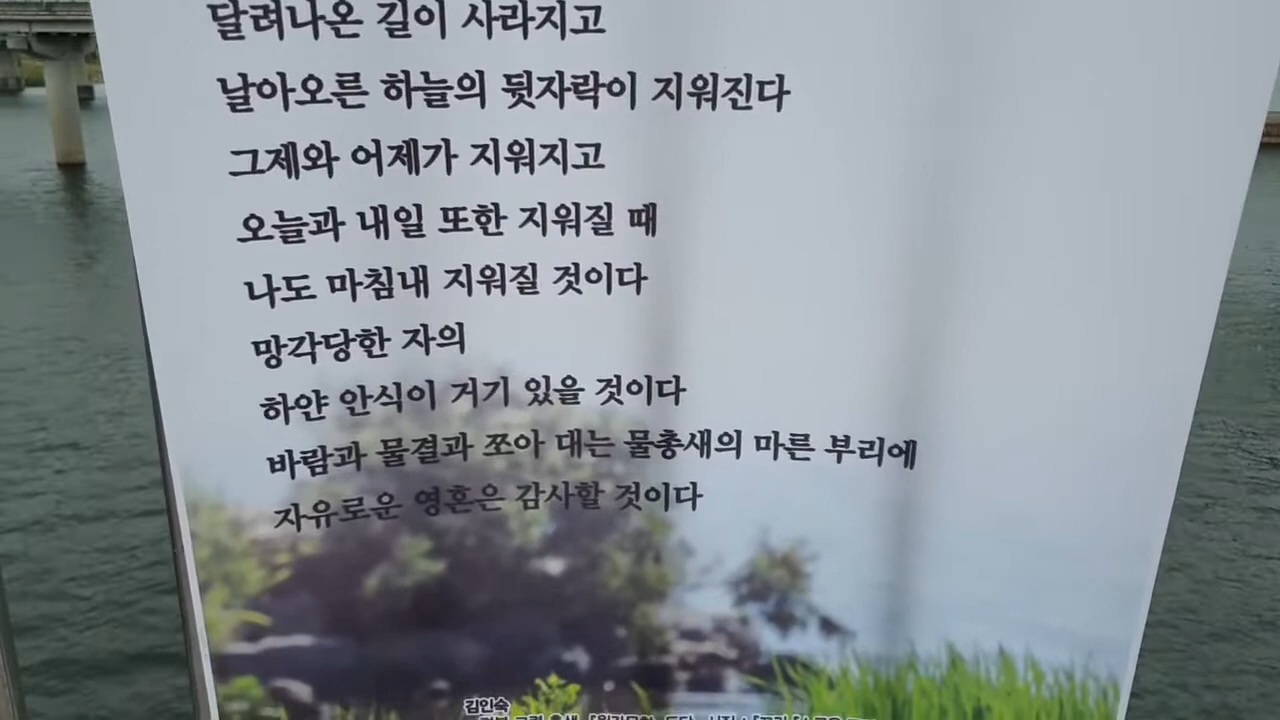 달려나온 길이 사라지고
날아오른 하늘의 뒷자락이 지워진다
그제와 어제가 지워지고
오늘과 내일 또한 지워질 때
나도 마침내 지워질 것이다
망각당한 자의
하얀 안식이 거기 있을 것이다
바람과 물결과 쪼아 대는 물총새의 마른 부리에
자유로운 영혼은 감사할 것이다
김인숙